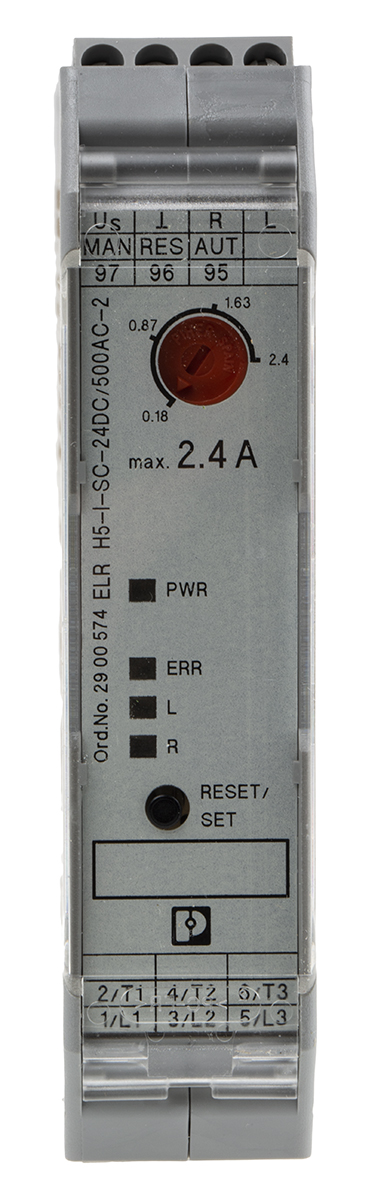 Us ⊥ R L
MAN RES AUT
97 96 95
Ord.No. 29 00 574 ELR H5-I-SC-24DC/500AC-2
1.63
0.87
2.4
0.18
max. 2.4 A
PWR
ERR
L
R
RESET/
SET
2/T1 4/T2 6/T3
1/L1 3/L2 5/L3